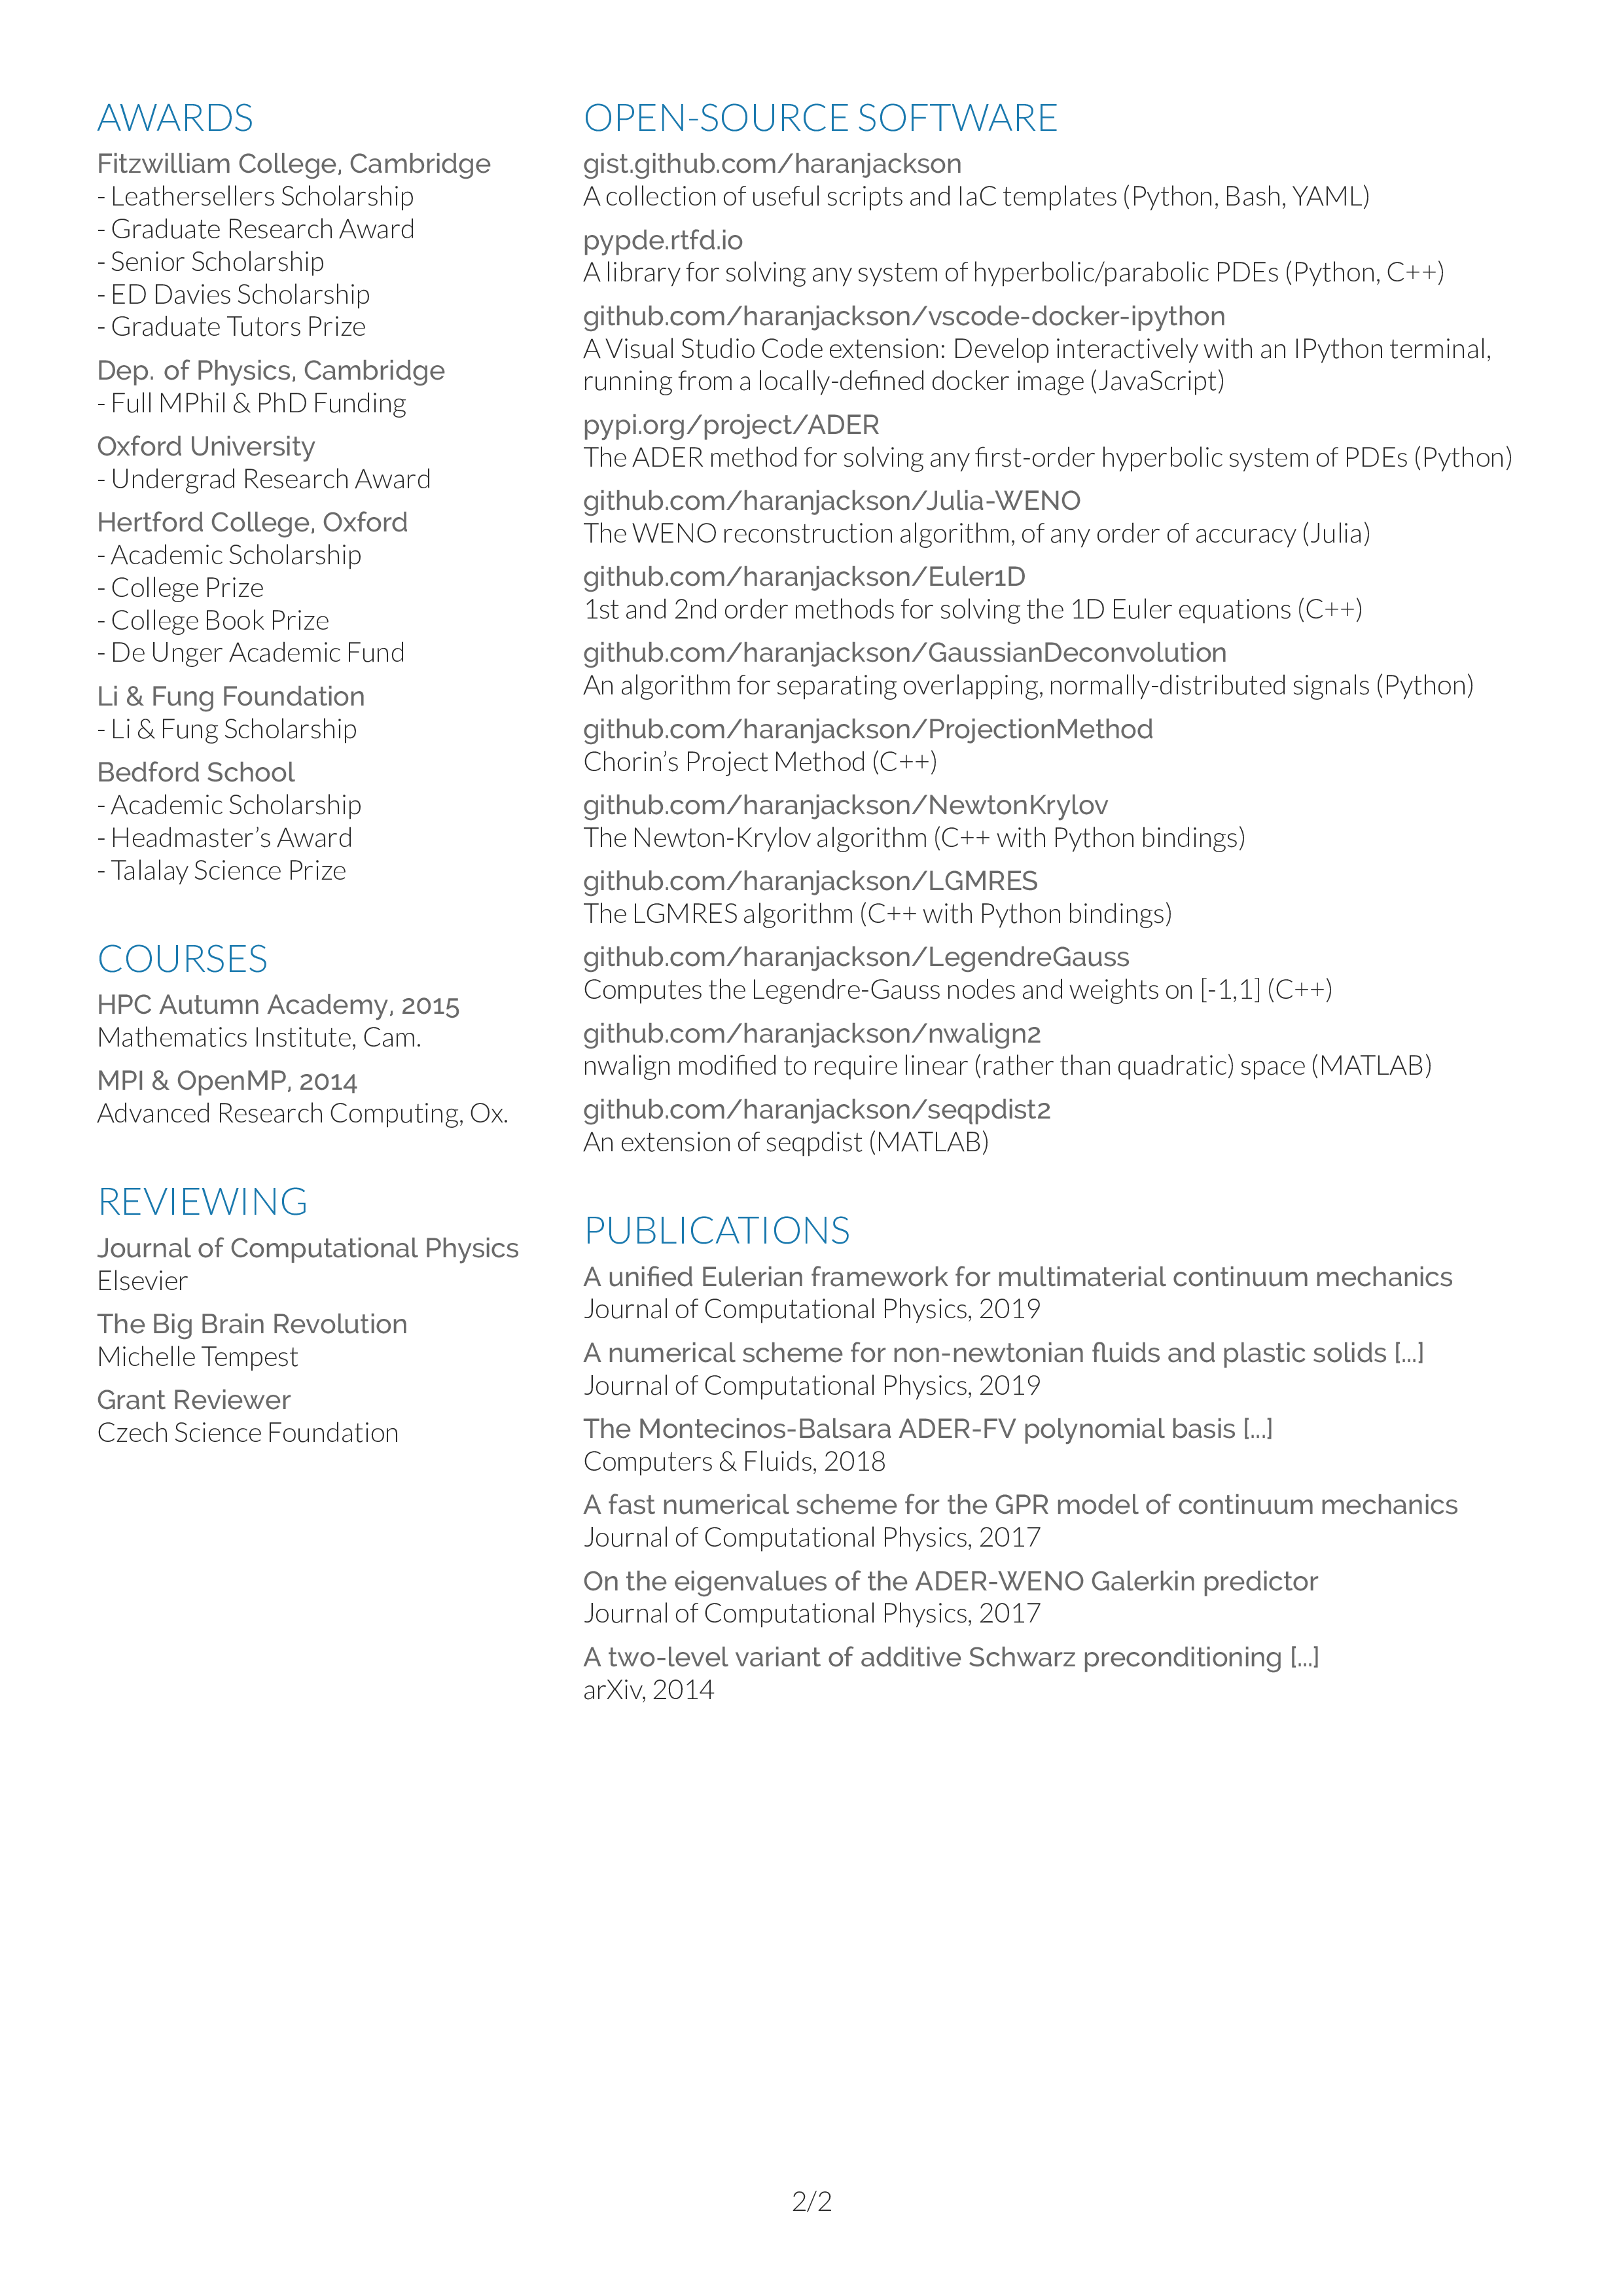 AWARDS
Fitzwilliam College, Cambridge
- Leathersellers Scholarship
- Graduate Research Award
- Senior Scholarship
- ED Davies Scholarship
- Graduate Tutors Prize
Dep. of Physics, Cambridge
- Full MPhil & PhD Funding
Oxford University
- Undergrad Research Award
Hertford College, Oxford
- Academic Scholarship
- College Prize
- College Book Prize
- De Unger Academic Fund
Li & Fung Foundation
- Li & Fung Scholarship
Bedford School
- Academic Scholarship
- Headmaster's Award
- Talalay Science Prize
COURSES
HPC Autumn Academy, 2015
Mathematics Institute, Cam.
MPI & OpenMP, 2014
Advanced Research Computing, Ox.
REVIEWING
Journal of Computational Physics
Elsevier
The Big Brain Revolution
Michelle Tempest
Grant Reviewer
Czech Science Foundation
OPEN-SOURCE SOFTWARE
gist.github.com/haranjackson
A collection of useful scripts and IaC templates (Python, Bash, YAML)
pypde.rtfd.io
A library for solving any system of hyperbolic/parabolic PDEs (Python, C++)
github.com/haranjackson/vscode-docker-ipython
A Visual Studio Code extension: Develop interactively with an IPython terminal,
running from a locally-defined docker image (JavaScript)
pypi.org/project/ADER
The ADER method for solving any first-order hyperbolic system of PDEs (Python)
github.com/haranjackson/Julia-WENO
The WENO reconstruction algorithm, of any order of accuracy (Julia)
github.com/haranjackson/Euler1D
1st and 2nd order methods for solving the 1D Euler equations (C++)
github.com/haranjackson/GaussianDeconvolution
An algorithm for separating overlapping, normally-distributed signals (Python)
github.com/haranjackson/ProjectionMethod
Chorin's Project Method (C++)
github.com/haranjackson/NewtonKrylov
The Newton-Krylov algorithm (C++ with Python bindings)
github.com/haranjackson/LGMRES
The LGMRES algorithm (C++ with Python bindings)
github.com/haranjackson/LegendreGauss
Computes the Legendre-Gauss nodes and weights on [-1,1] (C++)
github.com/haranjackson/nwalign2
nwalign modified to require linear (rather than quadratic) space (MATLAB)
github.com/haranjackson/seqpdist2
An extension of seqpdist (MATLAB)
PUBLICATIONS
A unified Eulerian framework for multimaterial continuum mechanics
Journal of Computational Physics, 2019
A numerical scheme for non-newtonian fluids and plastic solids [...]
Journal of Computational Physics, 2019
The Montecinos-Balsara ADER-FV polynomial basis [...]
Computers & Fluids, 2018
A fast numerical scheme for the GPR model of continuum mechanics
Journal of Computational Physics, 2017
On the eigenvalues of the ADER-WENO Galerkin predictor
Journal of Computational Physics, 2017
A two-level variant of additive Schwarz preconditioning [...]
arXiv, 2014
2/2